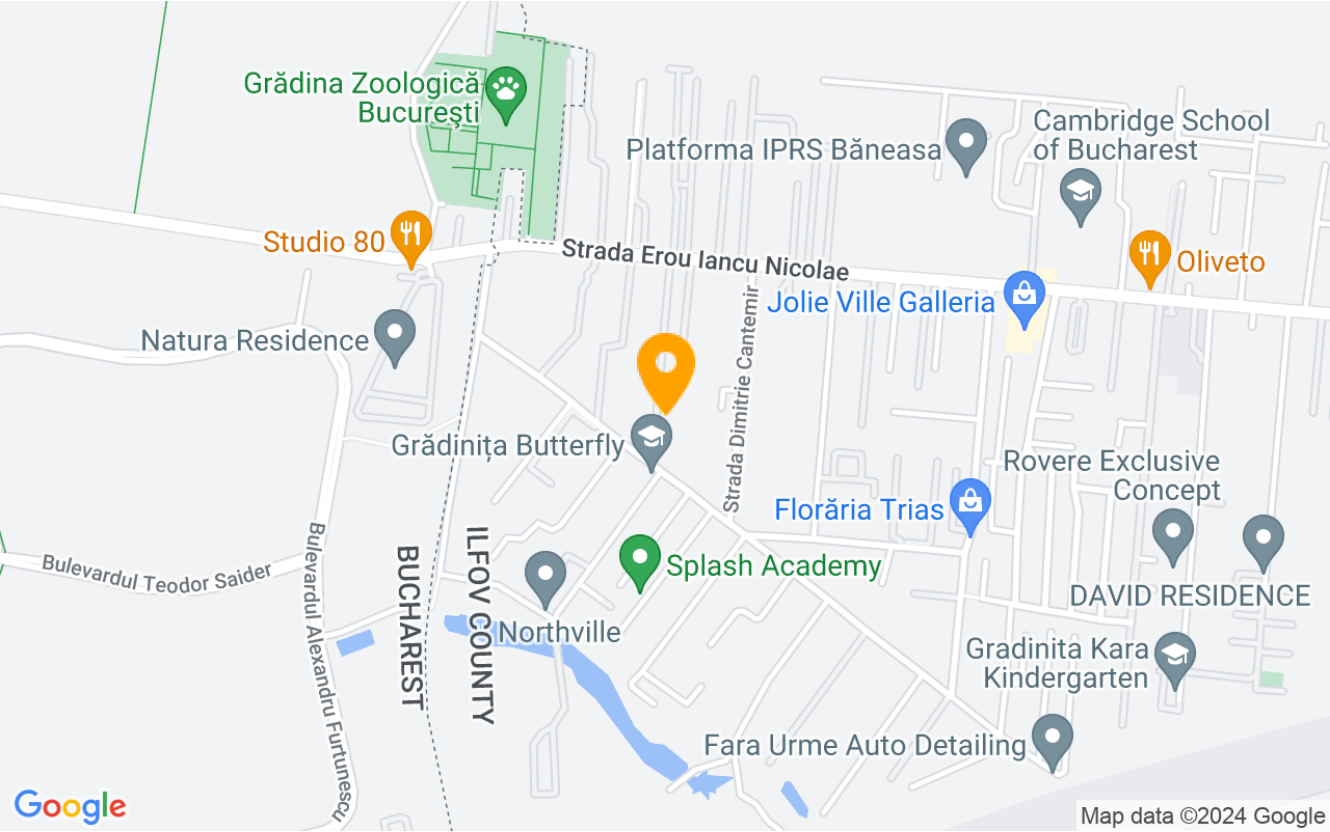 Grădina Zoologică
București
Platforma IPRS Băneasa
Cambridge School
of Bucharest
Studio 80
Strada Erou Iancu Nicolae
Oliveto
Jolie Ville Galleria
Natura Residence
Strada Dimitrie Cantemir
Grădinița Butterfly
Rovere Exclusive
Concept
Florăria Trias
Bulevardul Teodor Saider
Bulevardul Alexandru Furtunescu
BUCHAREST
ILFOV COUNTY
Splash Academy
DAVID RESIDENCE
Northville
Gradinita Kara
Kindergarten
Fara Urme Auto Detailing
Google
Map data ©2024 Google